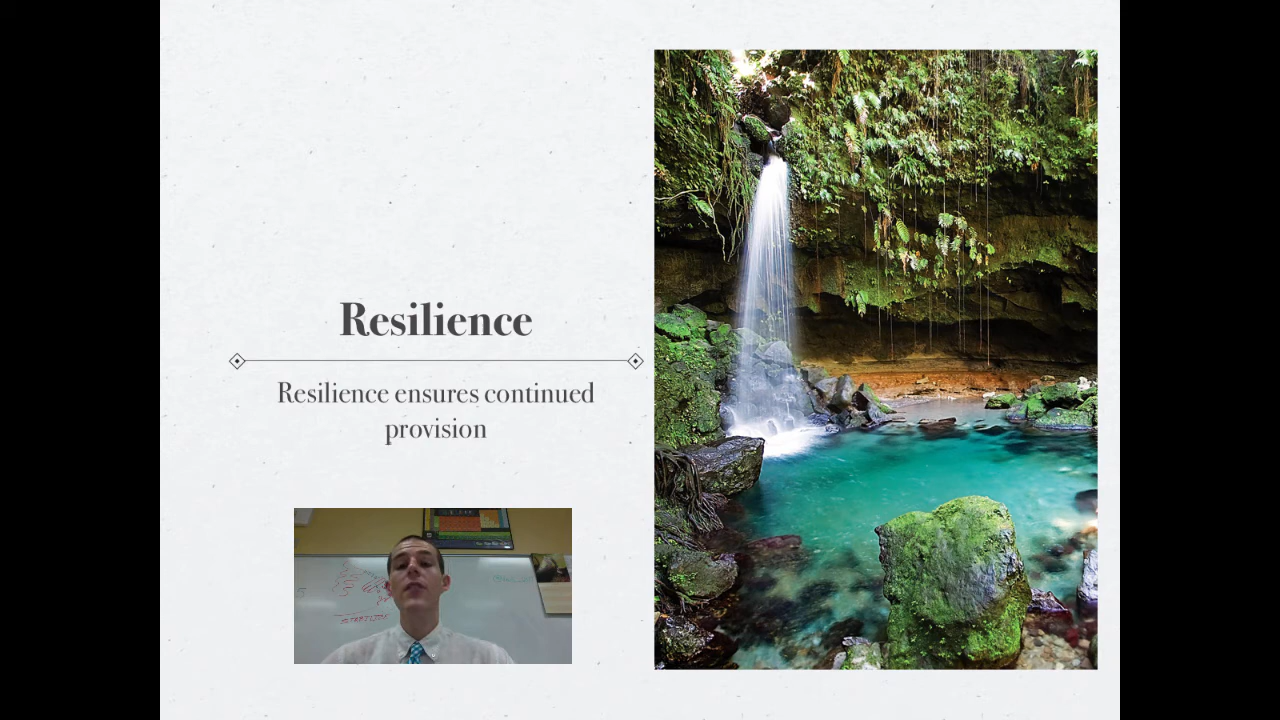 Resilience
Resilience ensures continued
provision